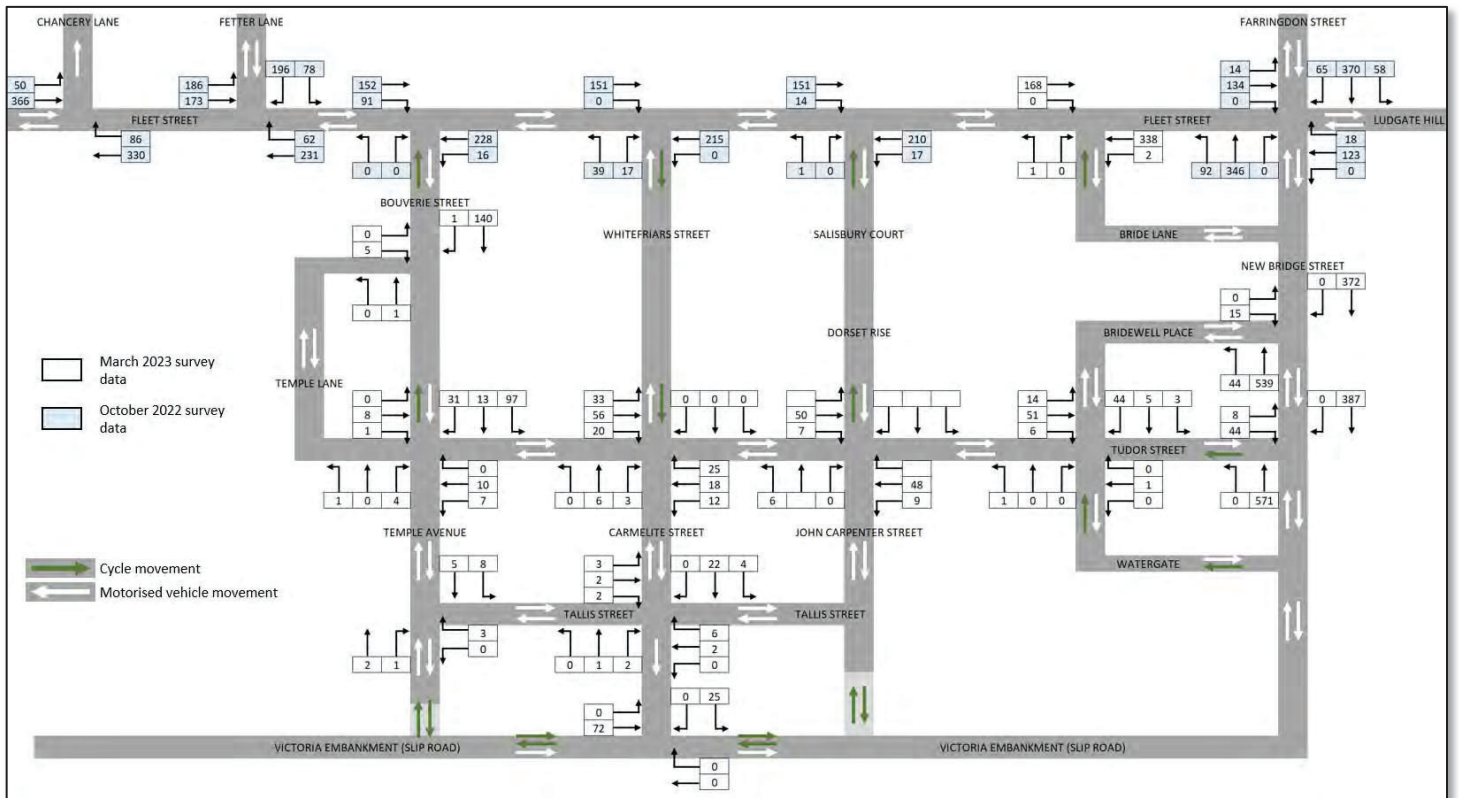 CHANCERY LANE
FETTER LANE
FARRINGDON STREET
50
366
186
173
196 78
152
91
151
0
151
14
168
0
14
134
0
65 370 58
FLEET STREET
FLEET STREET
LUDGATE HILL
86
330
62
231
0 0
228
16
39 17
215
0
1 0
210
17
1 0
338
2
92 346 0
18
123
0
BOUVERIE STREET
1 140
0
5
WHITEFRIARS STREET
SALISBURY COURT
BRIDE LANE
NEW BRIDGE STREET
0 372
0
15
0 1
DORSET RISE
BRIDEWELL PLACE
44 539
March 2023 survey
data
October 2022 survey
data
TEMPLE LANE
0
8
1
31 13 97
33
56
20
0 0 0
50
7
14
51
6
44 5 3
8
44
0 387
TUDOR STREET
1 0 4
0
10
7
0 6 3
25
18
12
6 0
48
9
1 0 0
0
1
0
0 571
TEMPLE AVENUE
CARMELITE STREET
JOHN CARPENTER STREET
WATERGATE
Cycle movement
Motorised vehicle movement
5 8
3
2
2
0 22 4
TALLIS STREET
TALLIS STREET
2 1
3
0
0 1 2
6
2
0
0
72
0 25
VICTORIA EMBANKMENT (SLIP ROAD)
VICTORIA EMBANKMENT (SLIP ROAD)
0
0